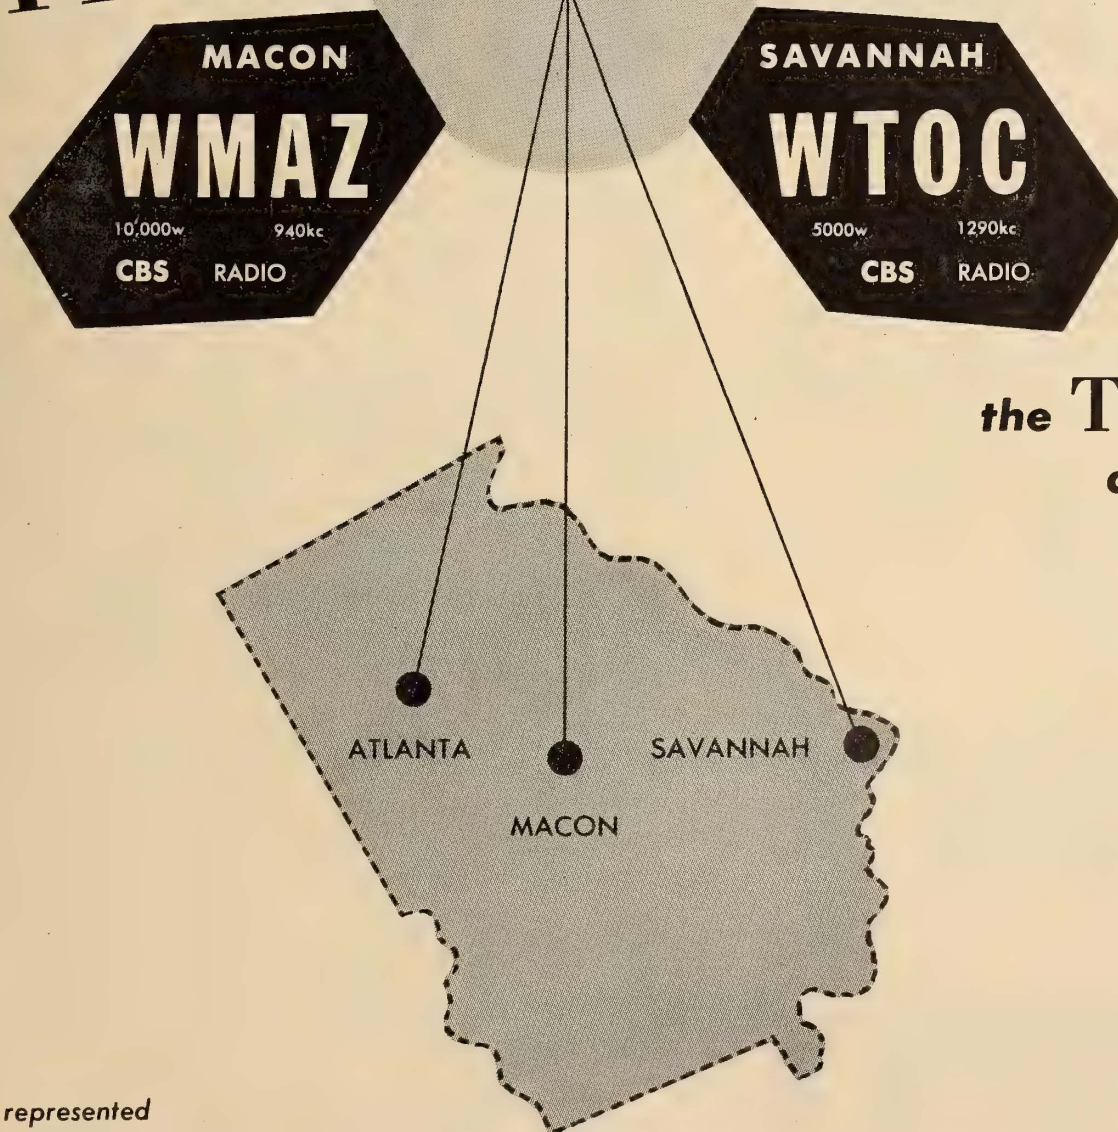 MACON
WMAZ
10,000w 940kc
CBS RADIO
SAVANNAH
WTOC
5000w 1290kc
CBS RADIO
the
ATLANTA
SAVANNAH
MACON
represented